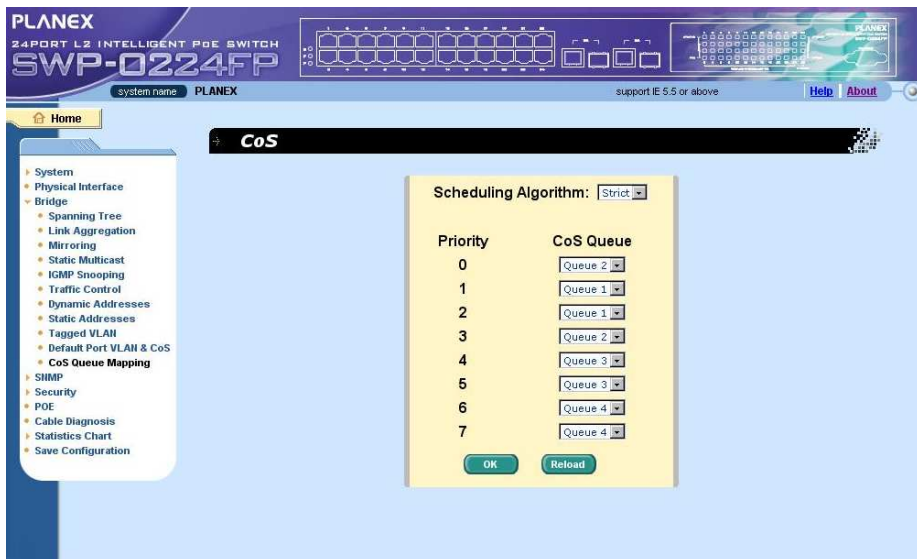 PLANEX
24PORT L2 INTELLIGENT POE SWITCH
SWP-0224FP
PLANEX
system name PLANEX support IE 5.5 or above Help About
Home
CoS
System
Physical Interface
Bridge
Spanning Tree
Link Aggregation
Mirroring
Static Multicast
IGMP Snooping
Traffic Control
Dynamic Addresses
Static Addresses
Tagged VLAN
Default Port VLAN & CoS
CoS Queue Mapping
SNMP
Security
POE
Cable Diagnosis
Statistics Chart
Save Configuration
Scheduling Algorithm: Strict
Priority CoS Queue
0 Queue 2
1 Queue 1
2 Queue 1
3 Queue 2
4 Queue 3
5 Queue 3
6 Queue 4
7 Queue 4
OK Reload